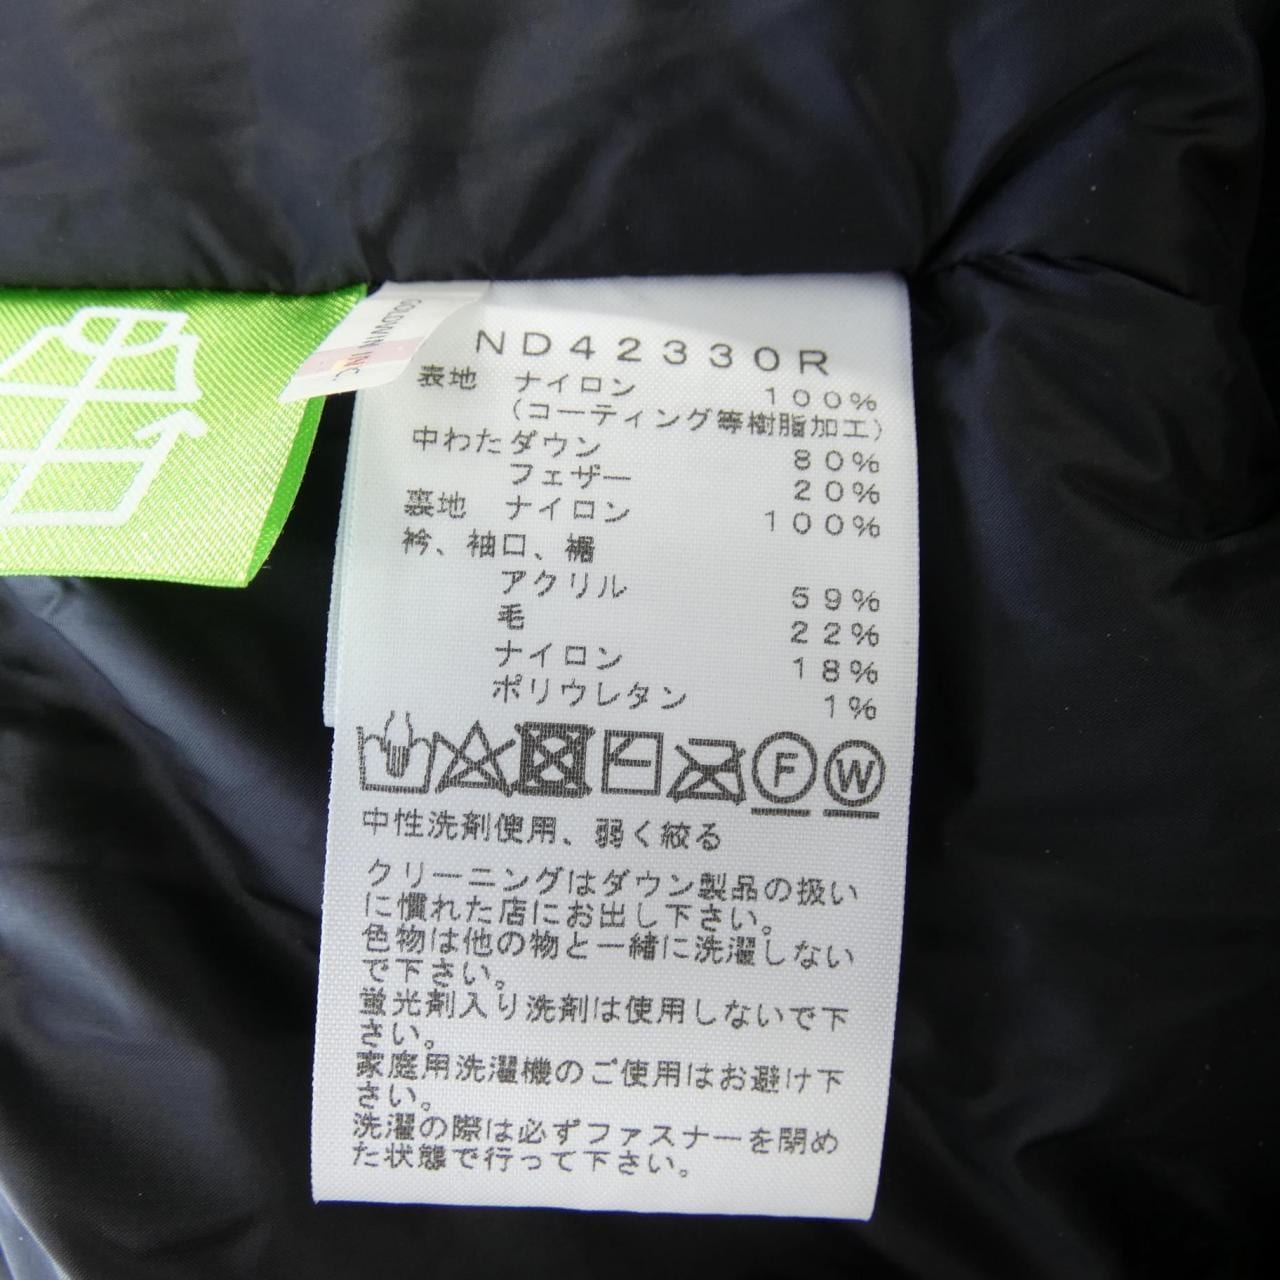 GOLDWIN INC.
ND42330R
表地 ナイロン 100%
(コーティング等樹脂加工)
中わたダウン 80%
フェザー 20%
裏地 ナイロン 100%
衿、袖口、裾
アクリル 59%
毛 22%
ナイロン 18%
ポリウレタン 1%
F W
中性洗剤使用、弱く絞る
クリーニングはダウン製品の扱い
に慣れた店にお出し下さい。
色物は他の物と一緒に洗濯しない
で下さい。
蛍光剤入り洗剤は使用しないで下
さい。
家庭用洗濯機のご使用はお避け下
さい。
洗濯の際は必ずファスナーを閉め
た状態で行って下さい。